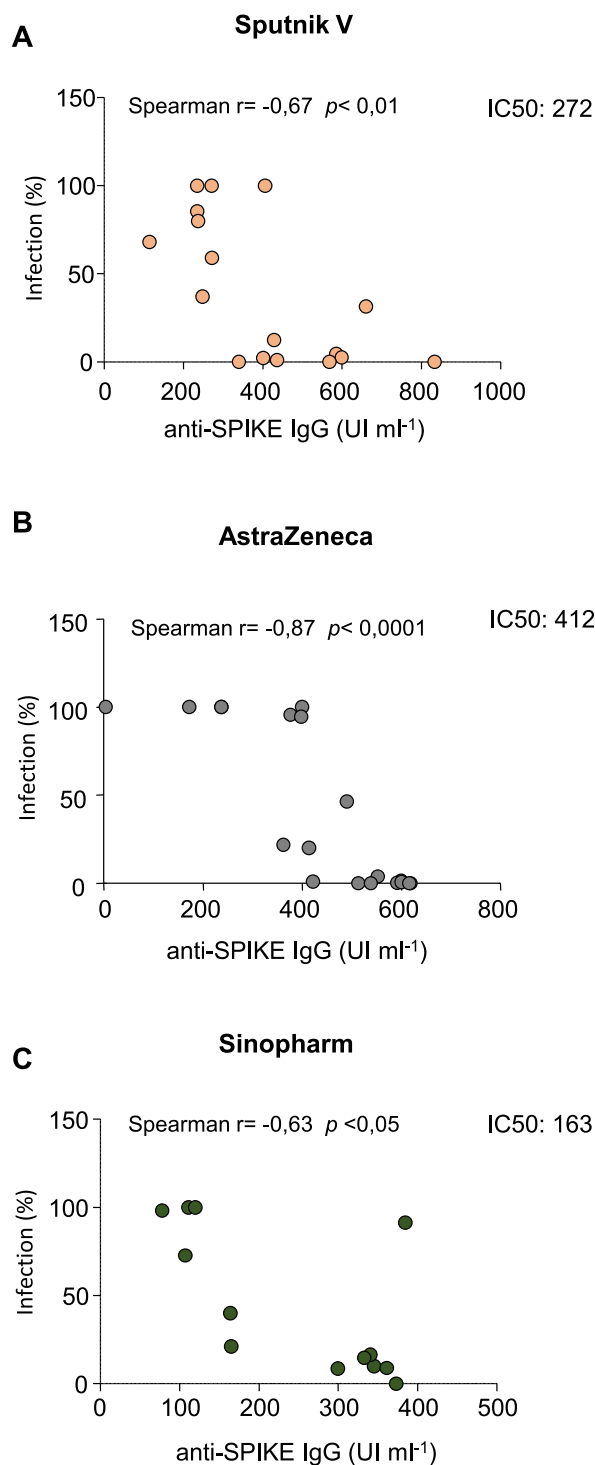 A
Sputnik V
Spearman r= -0,67 p< 0,01
IC50: 272
150
100
50
0
Infection (%)
0 200 400 600 800 1000
anti-SPIKE IgG (UI ml⁻¹)
B
AstraZeneca
Spearman r= -0,87 p< 0,0001
IC50: 412
150
100
50
0
Infection (%)
0 200 400 600 800
anti-SPIKE IgG (UI ml⁻¹)
C
Sinopharm
Spearman r= -0,63 p <0,05
IC50: 163
150
100
50
0
Infection (%)
0 100 200 300 400 500
anti-SPIKE IgG (UI ml⁻¹)